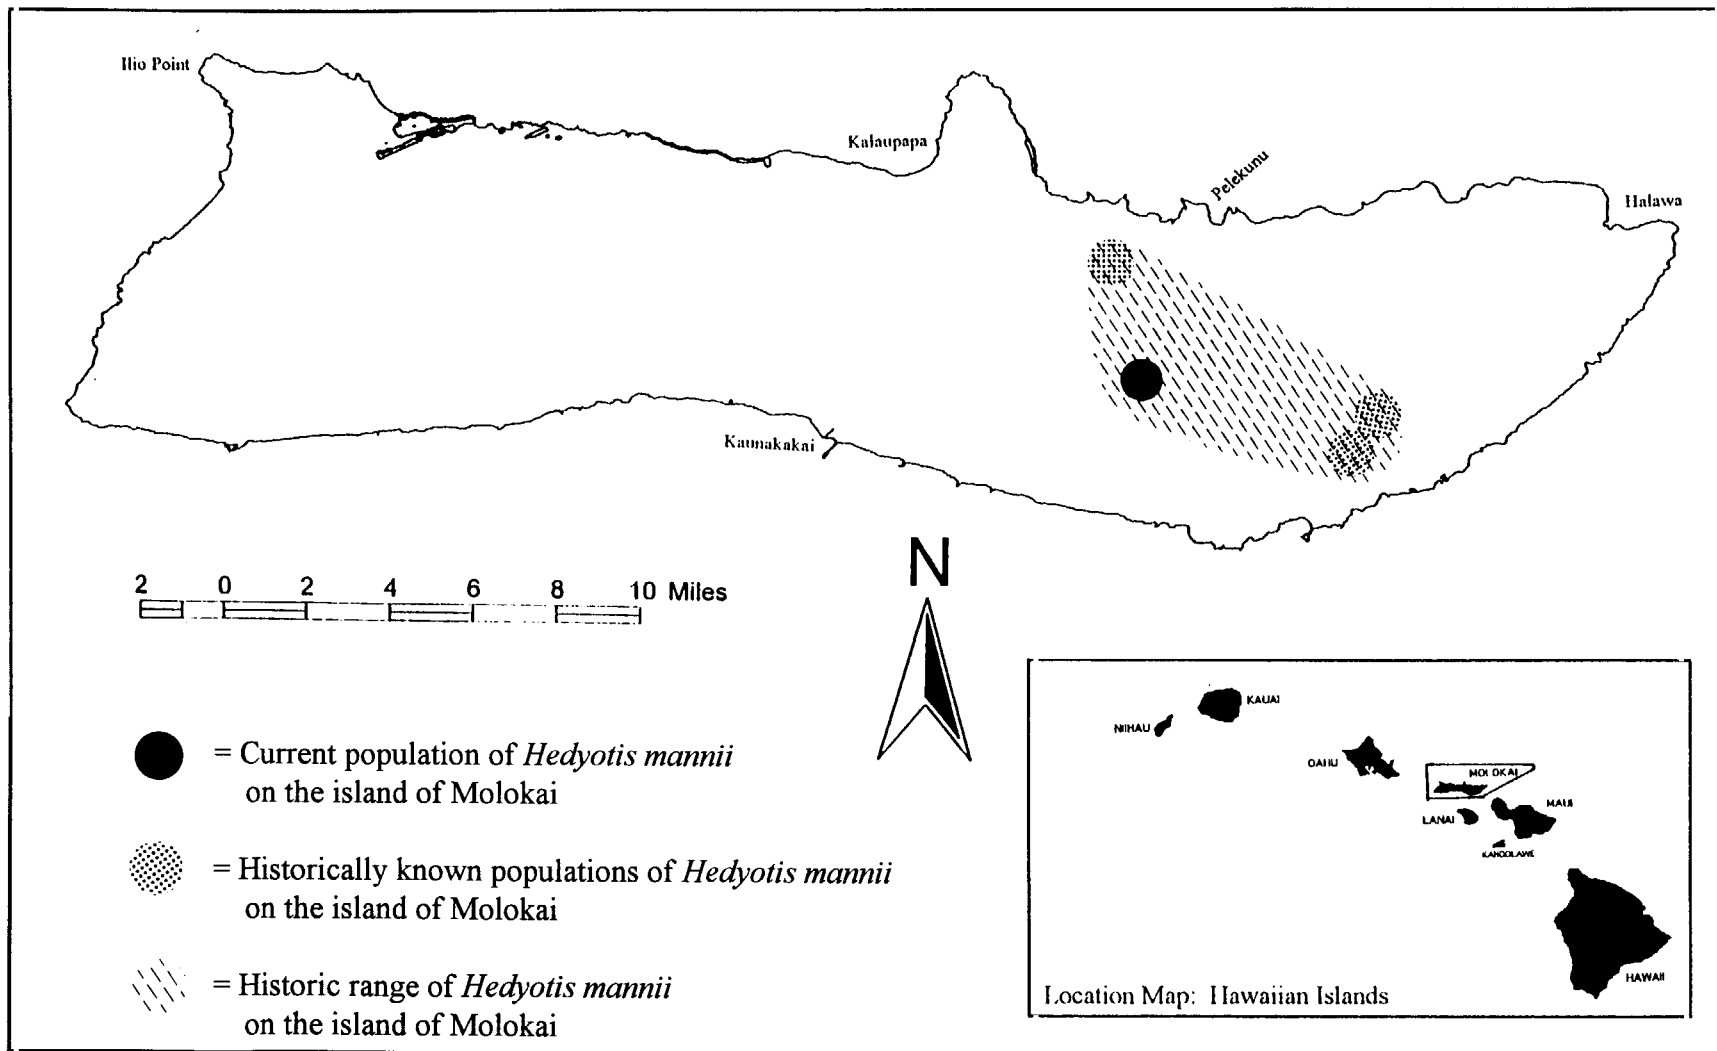 Ilio Point
Kalaupapa
Pelekunu
Halawa
Kaunakakai
N
2 0 2 4 6 8 10 Miles
= Current population of Hedyotis mannii
on the island of Molokai
= Historically known populations of Hedyotis mannii
on the island of Molokai
= Historic range of Hedyotis mannii
on the island of Molokai
KAUAI
NIIHAU
OAHU
MOLOKAI
MAUI
LANAI
KAHOOLAWE
HAWAII
Location Map: Hawaiian Islands